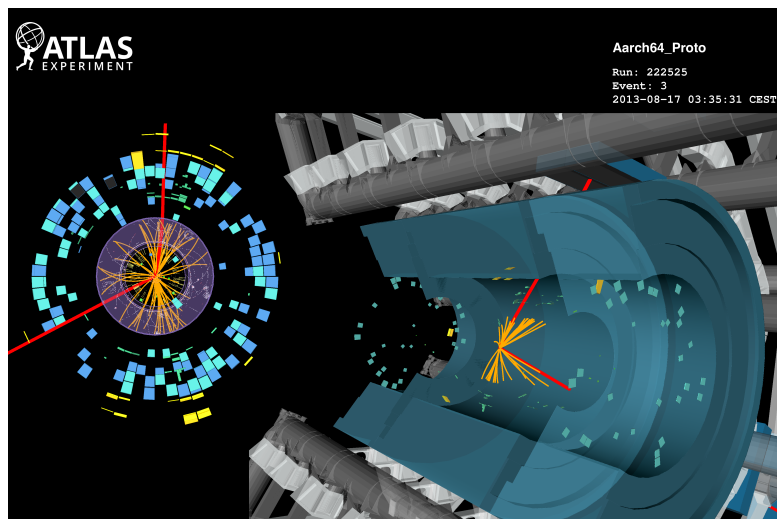 ATLAS
EXPERIMENT
Aarch64_Proto
Run: 222525
Event: 3
2013-08-17 03:35:31 CEST